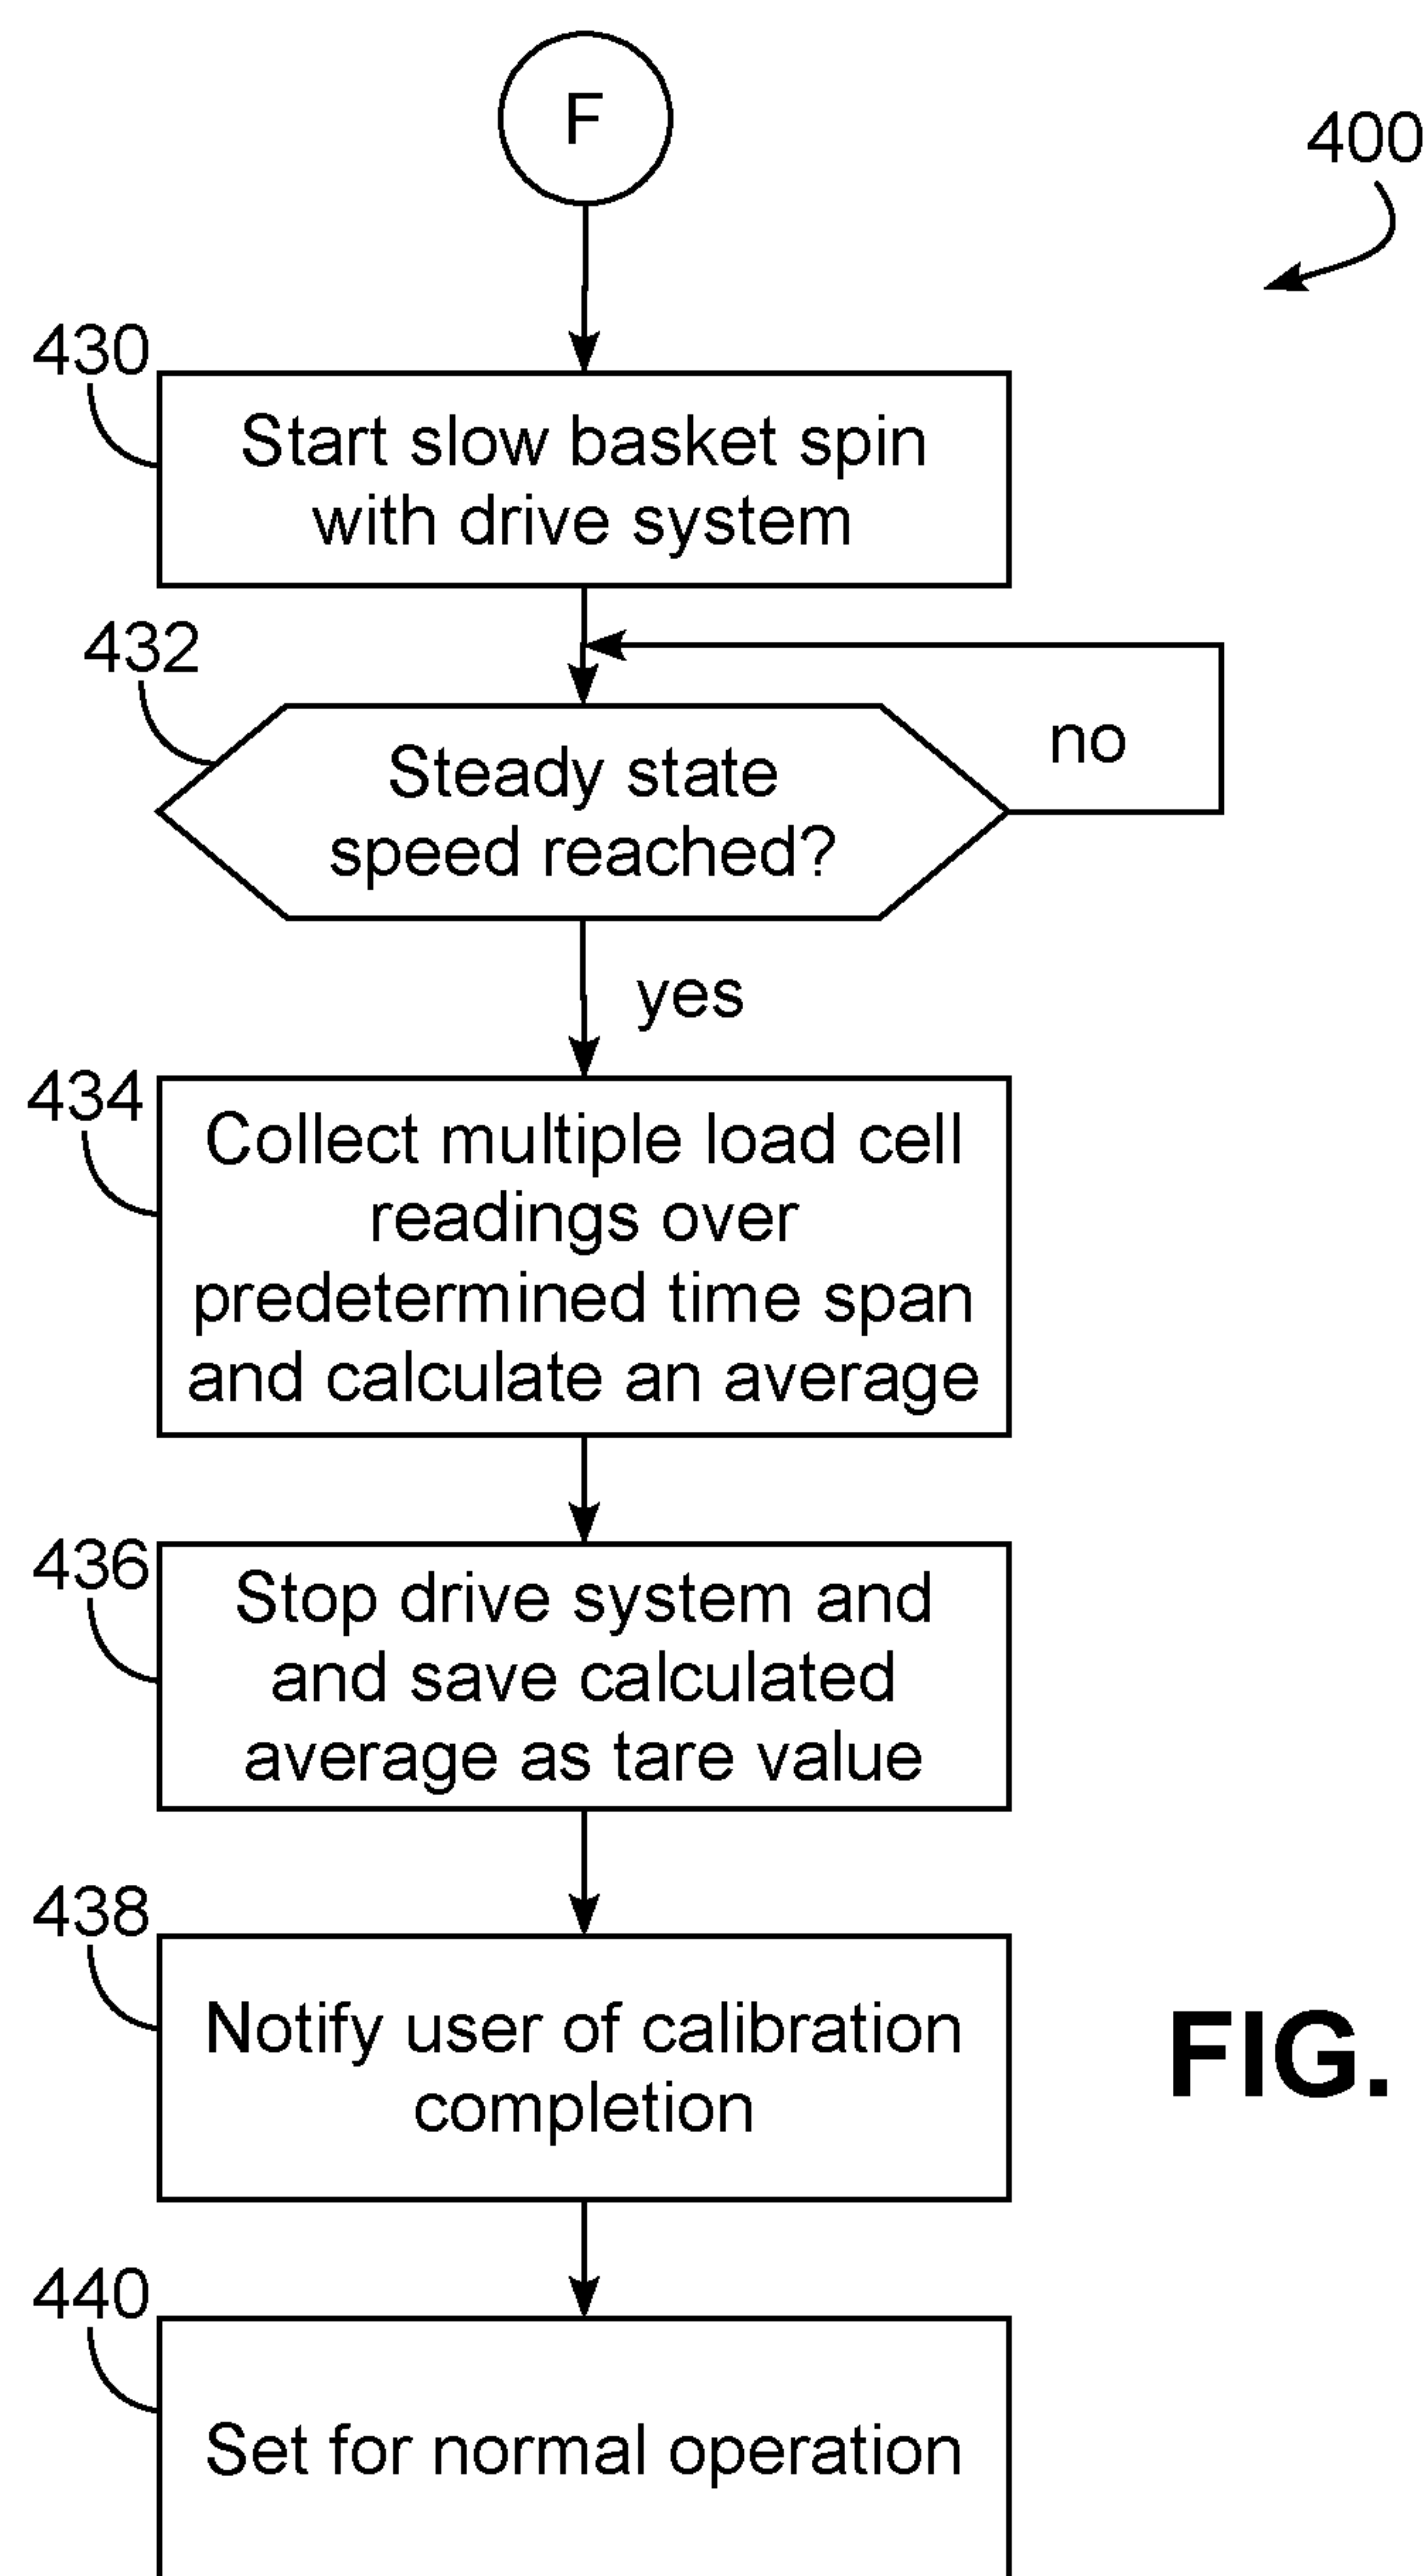 F
400
430
Start slow basket spin
with drive system
432
Steady state
speed reached?
no
yes
434
Collect multiple load cell
readings over
predetermined time span
and calculate an average
436
Stop drive system and
and save calculated
average as tare value
438
Notify user of calibration
completion
FIG.
440
Set for normal operation